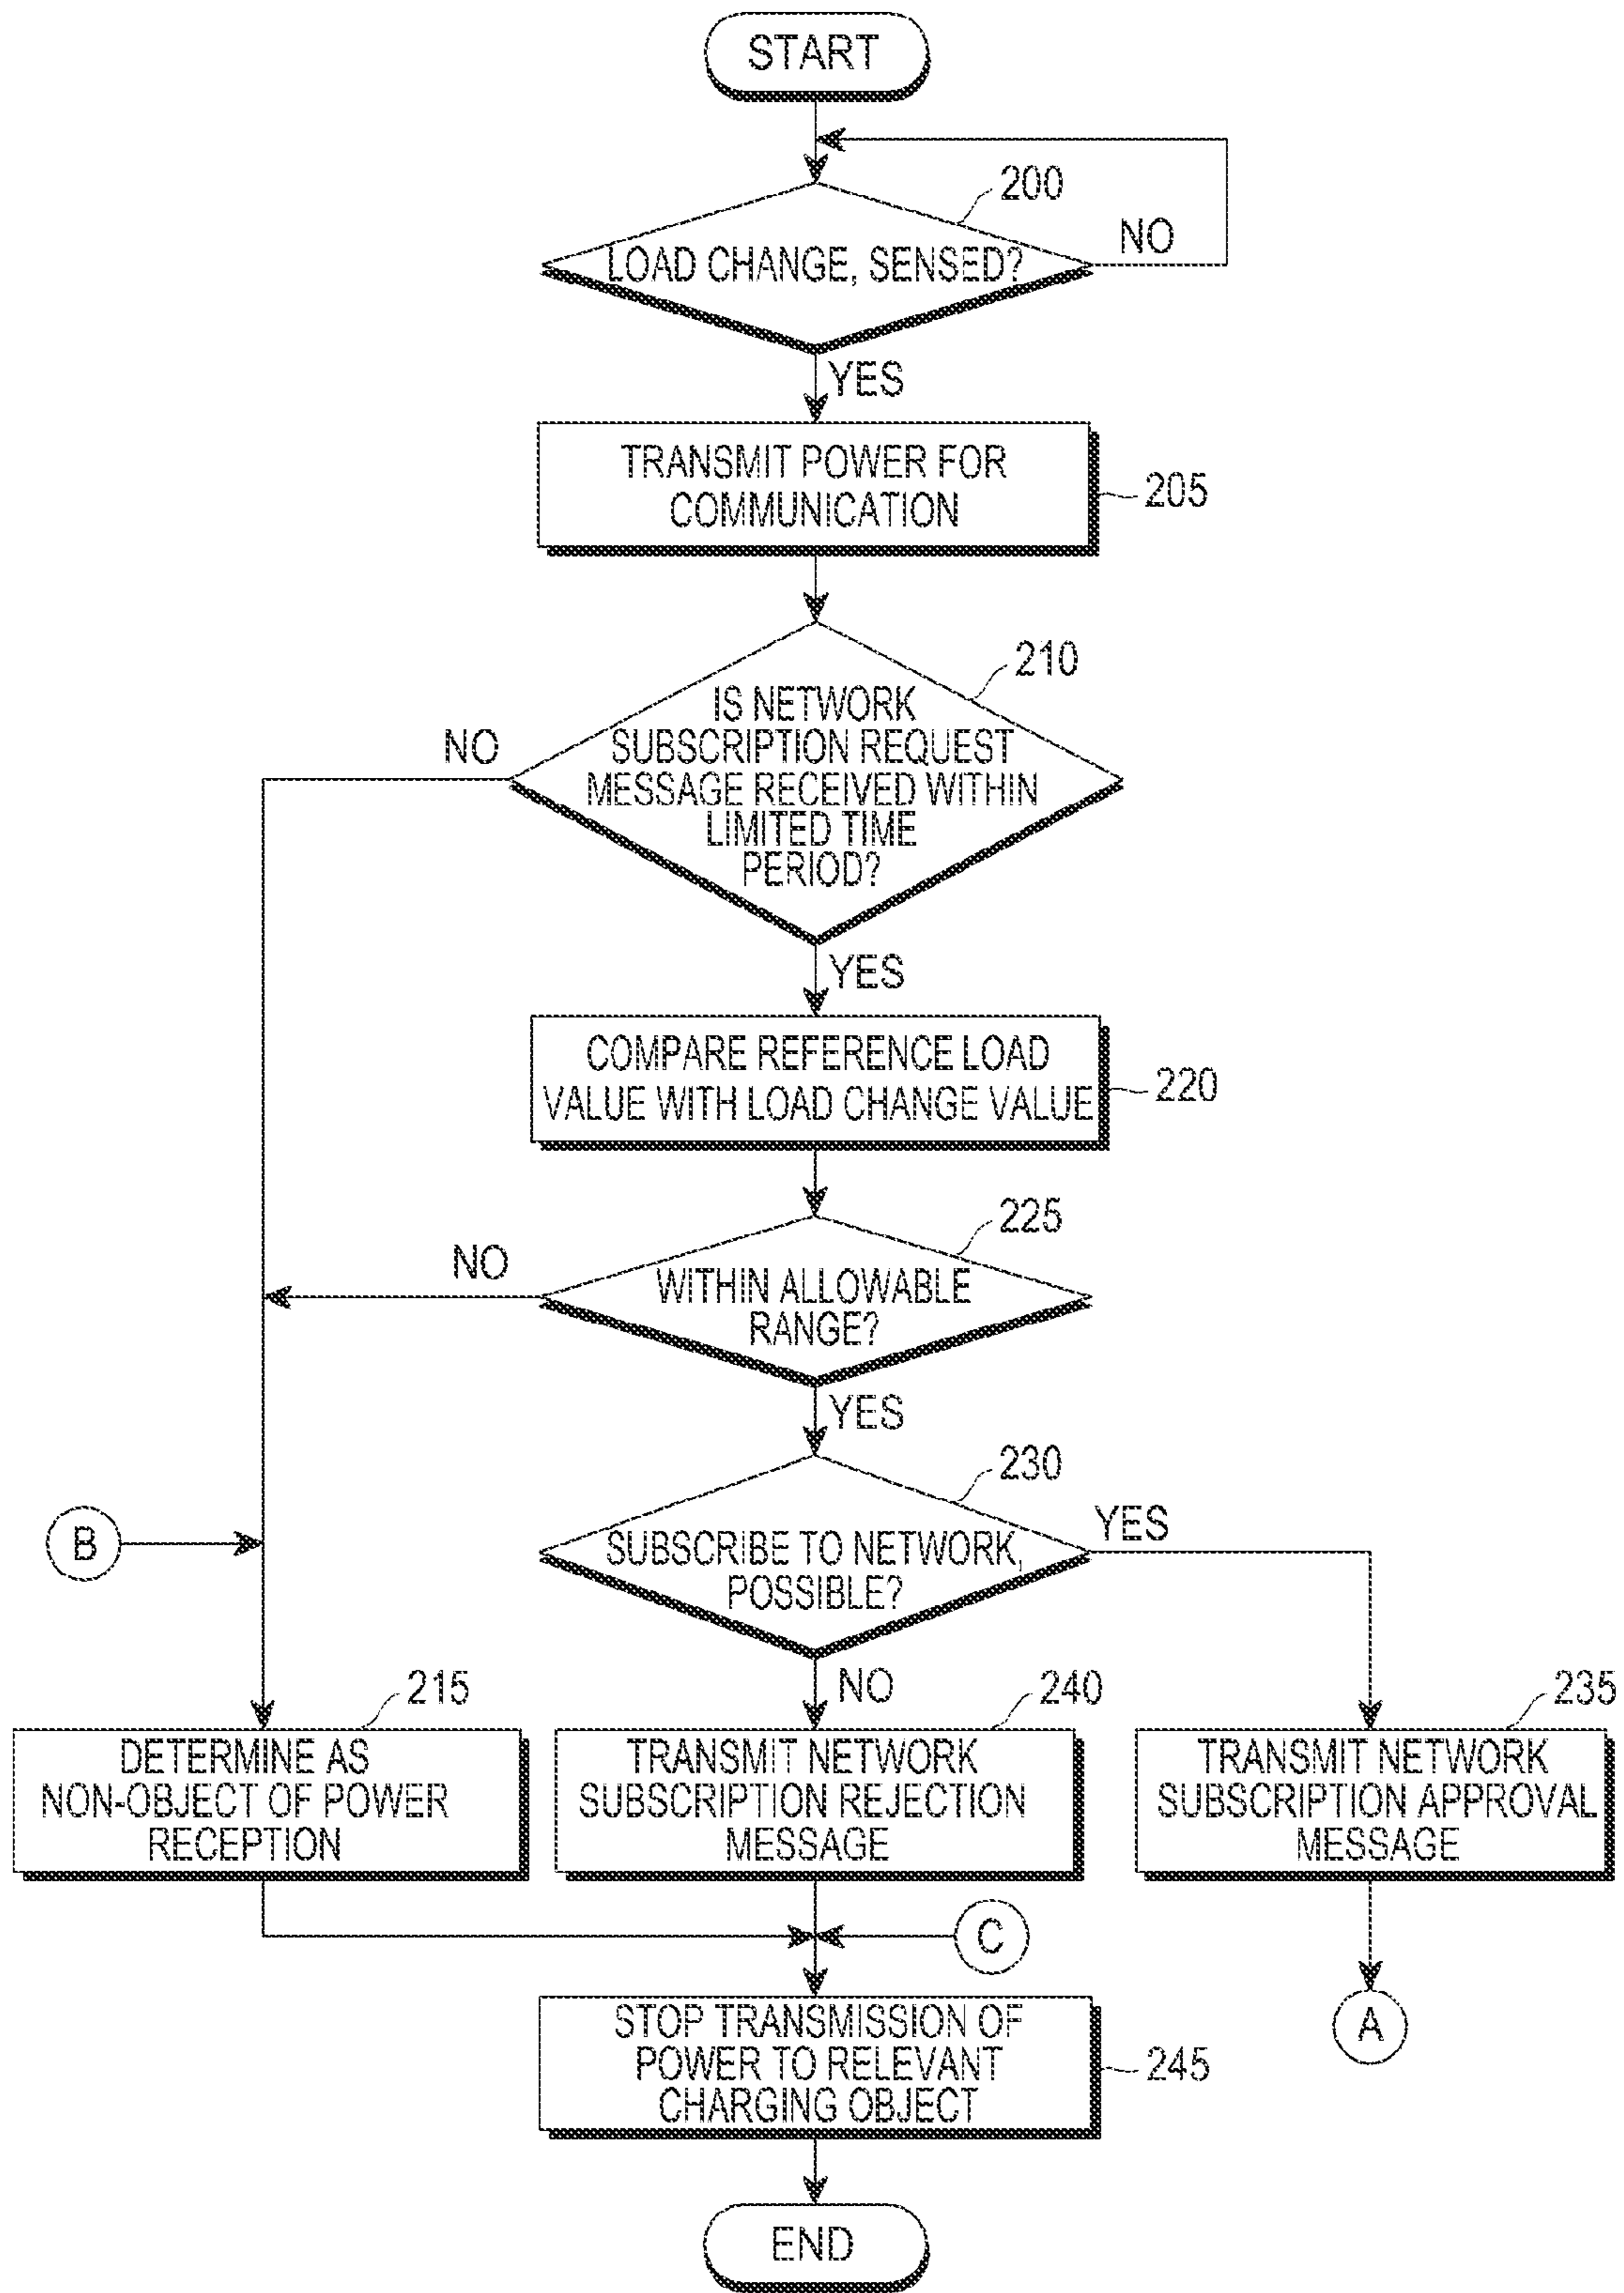 START
200
LOAD CHANGE, SENSED?
NO
YES
TRANSMIT POWER FOR
COMMUNICATION
205
210
IS NETWORK
SUBSCRIPTION REQUEST
MESSAGE RECEIVED WITHIN
LIMITED TIME
PERIOD?
NO
YES
COMPARE REFERENCE LOAD
VALUE WITH LOAD CHANGE VALUE
220
225
NO
WITHIN ALLOWABLE
RANGE?
YES
230
B
SUBSCRIBE TO NETWORK,
POSSIBLE?
YES
NO
215
DETERMINE AS
NON-OBJECT OF POWER
RECEPTION
240
TRANSMIT NETWORK
SUBSCRIPTION REJECTION
MESSAGE
235
TRANSMIT NETWORK
SUBSCRIPTION APPROVAL
MESSAGE
C
A
STOP TRANSMISSION OF
POWER TO RELEVANT
CHARGING OBJECT
245
END